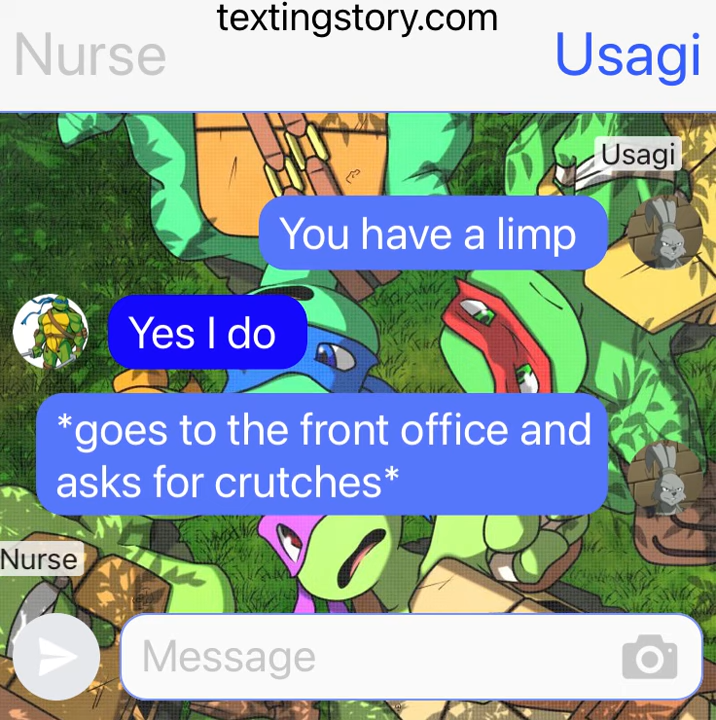 textingstory.com
Nurse
Usagi
Usagi
You have a limp
Yes I do
*goes to the front office and
asks for crutches*
Nurse
Message